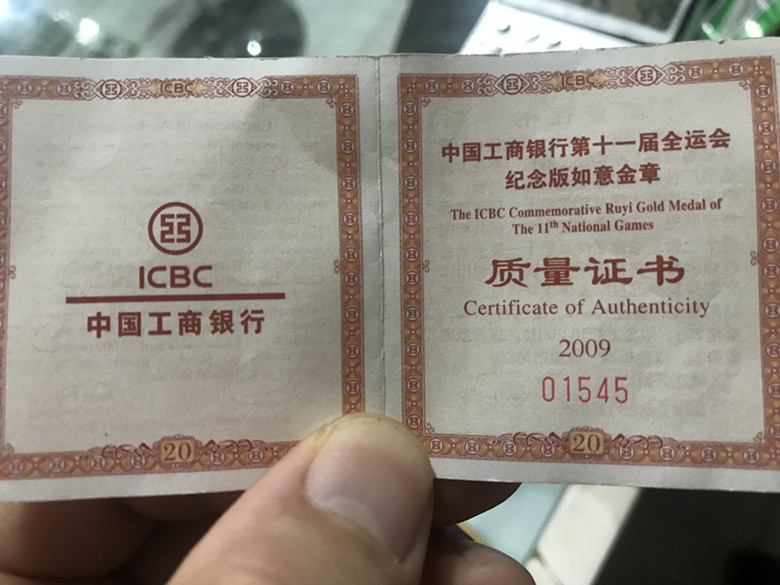 ICBC
ICBC
中国工商银行
20
ICBC
中国工商银行第十一届全运会
纪念版如意金章
The ICBC Commemorative Ruyi Gold Medal of
The 11th National Games
质量证书
Certificate of Authenticity
2009
01545
20